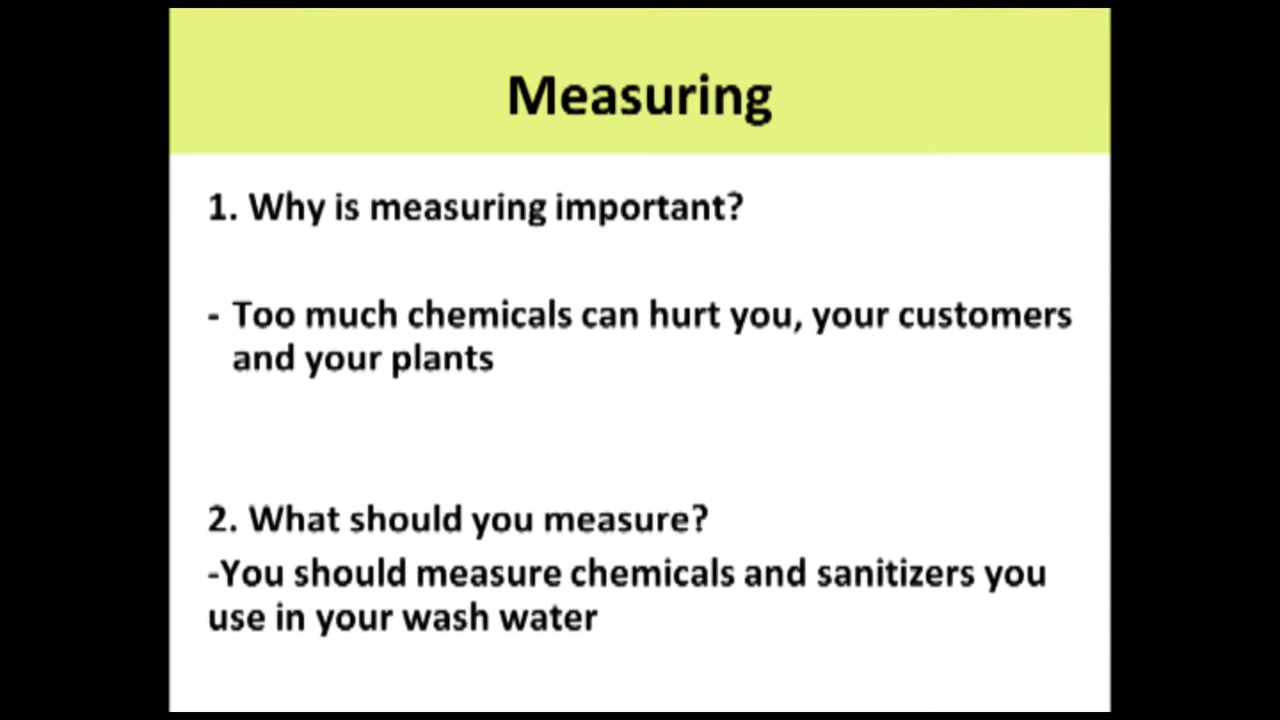 Measuring
1. Why is measuring important?
- Too much chemicals can hurt you, your customers
and your plants
2. What should you measure?
-You should measure chemicals and sanitizers you
use in your wash water